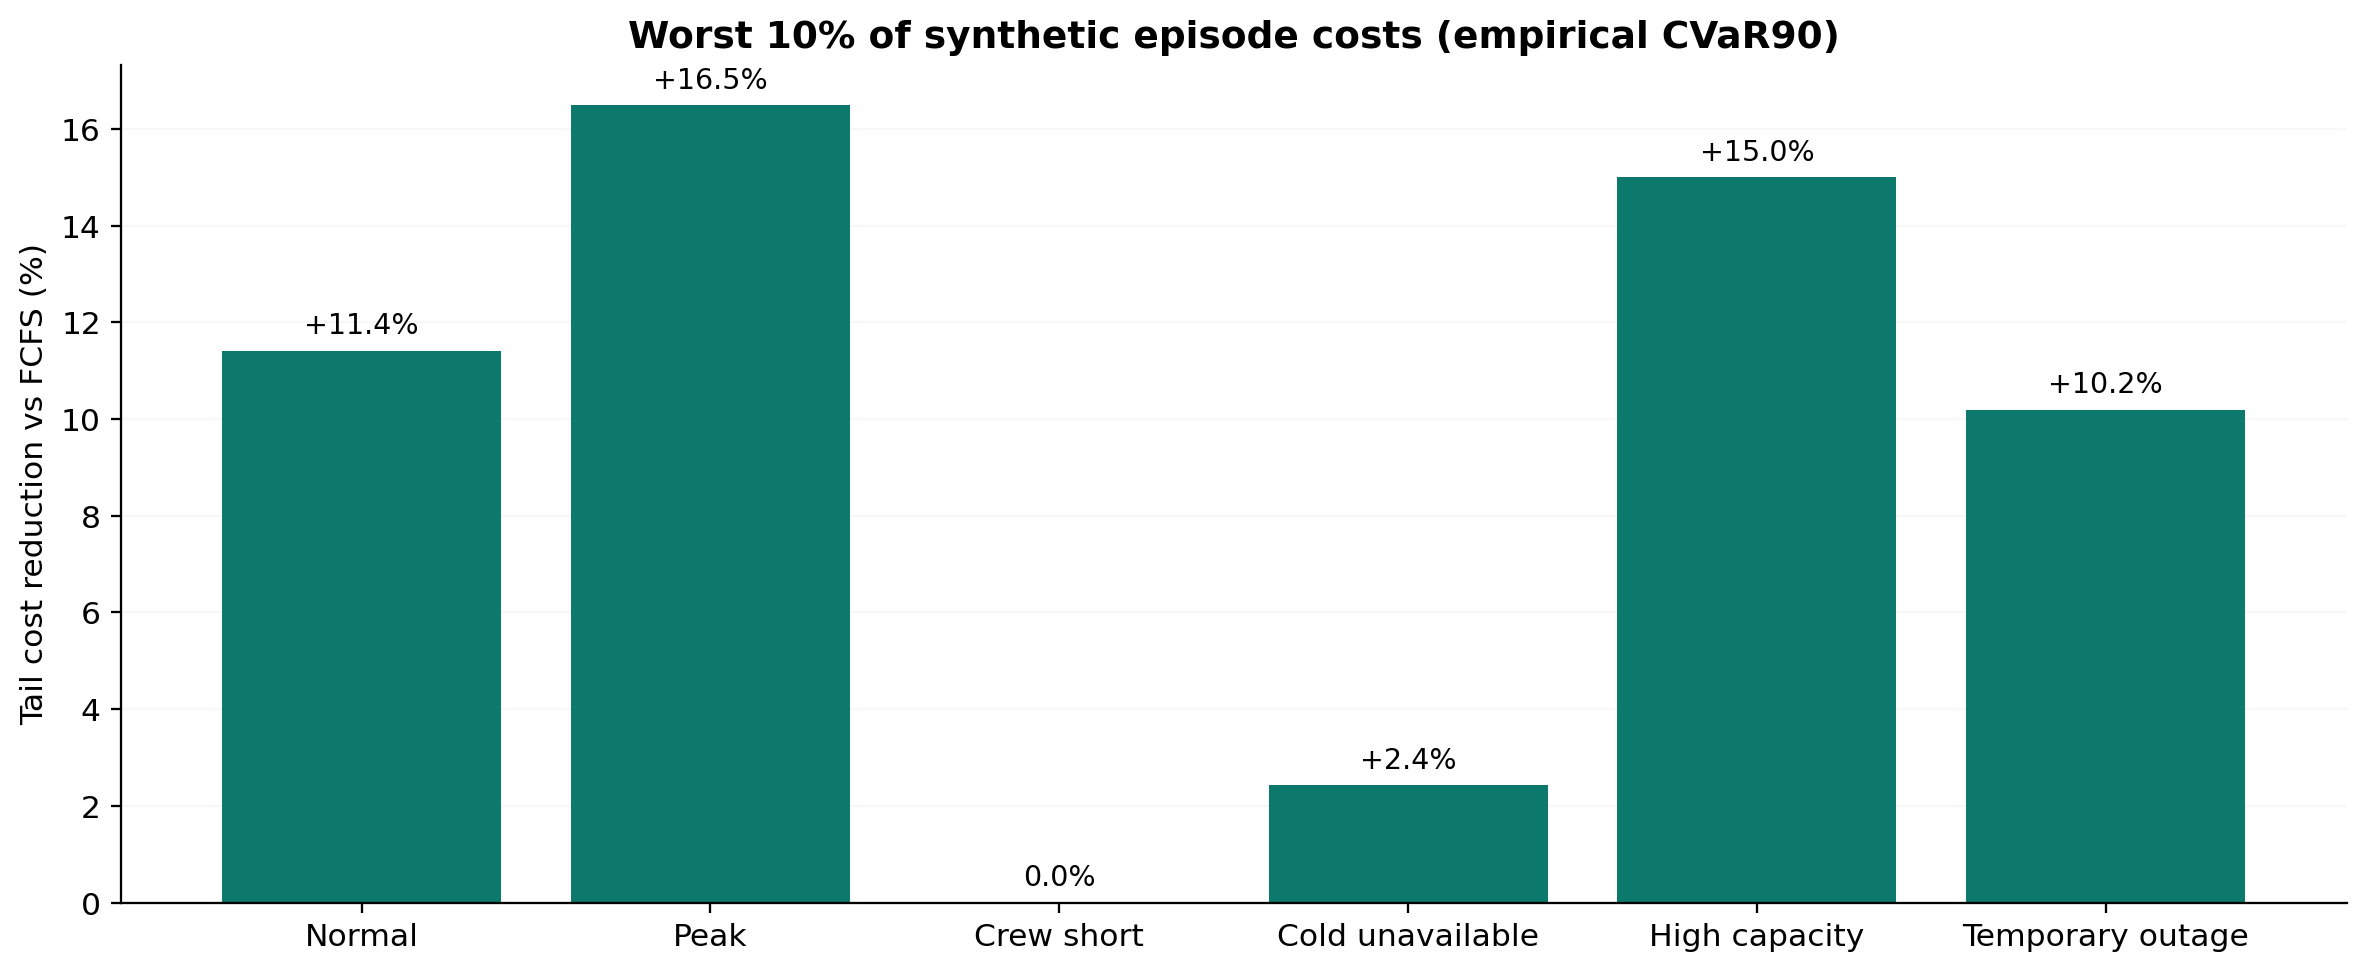 Worst 10% of synthetic episode costs (empirical CVaR90)
Tail cost reduction vs FCFS (%)
16
14
12
10
8
6
4
2
0
+11.4%
+16.5%
0.0%
+2.4%
+15.0%
+10.2%
Normal
Peak
Crew short
Cold unavailable
High capacity
Temporary outage